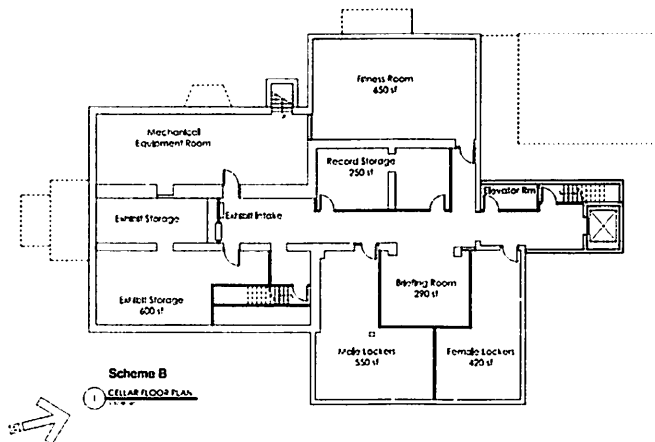 Fitness Room
650 sf
Mechanical
Equipment Room
Record Storage
250 sf
Elevator Rm
Exhibit Storage
Exhibit Intake
Briefing Room
290 sf
Exhibit Storage
600 sf
Male Lockers
550 sf
Female Lockers
420 sf
Scheme B
1
CELLAR FLOOR PLAN